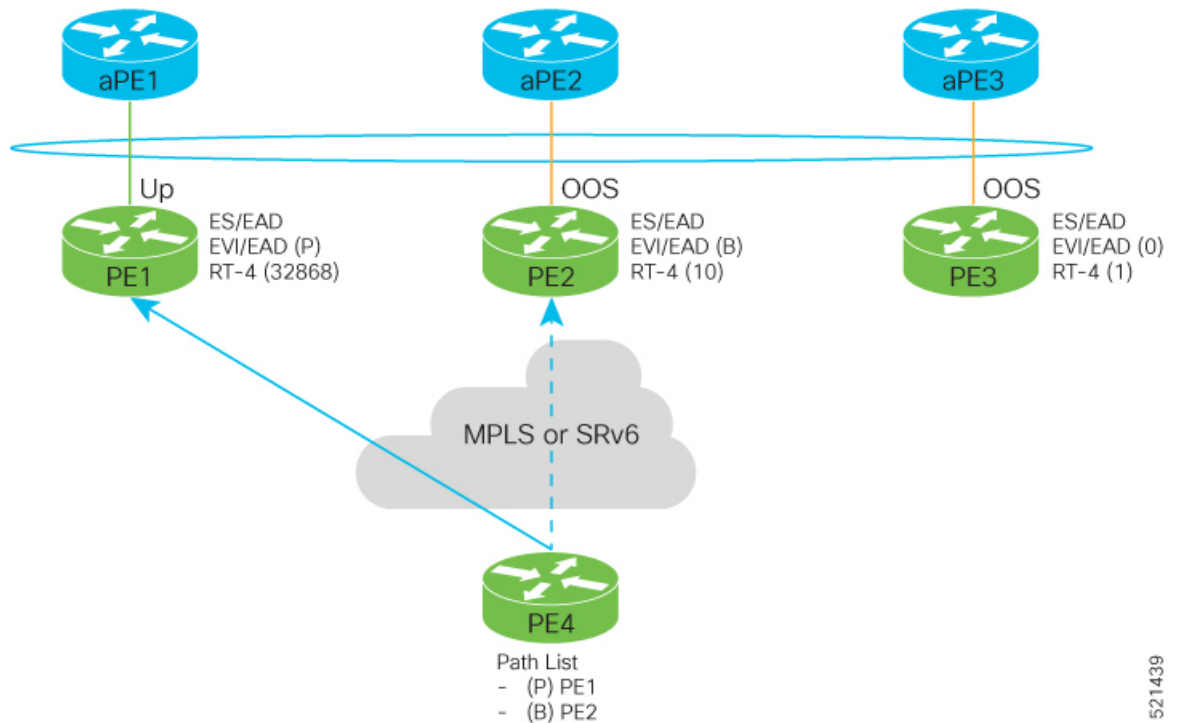 aPE1
aPE2
aPE3
Up
OOS
OOS
PE1
ES/EAD
EVI/EAD (P)
RT-4 (32868)
PE2
ES/EAD
EVI/EAD (B)
RT-4 (10)
PE3
ES/EAD
EVI/EAD (0)
RT-4 (1)
MPLS or SRv6
PE4
Path List
- (P) PE1
- (B) PE2
521439